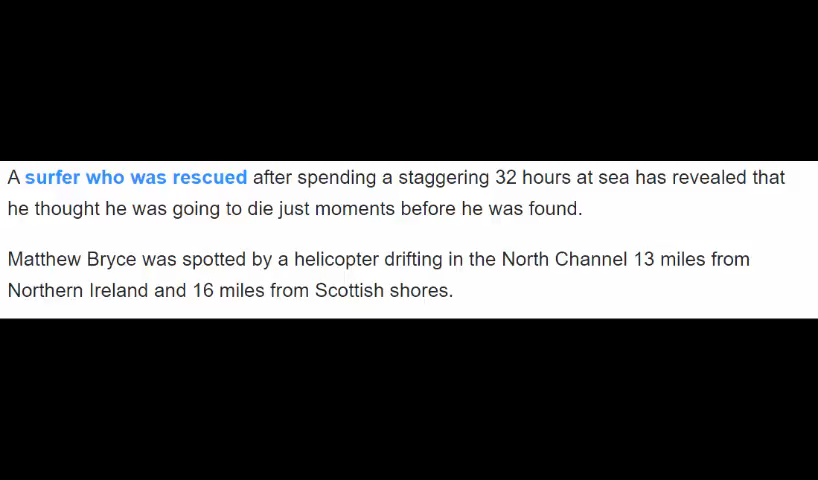 A surfer who was rescued after spending a staggering 32 hours at sea has revealed that
he thought he was going to die just moments before he was found.
Matthew Bryce was spotted by a helicopter drifting in the North Channel 13 miles from
Northern Ireland and 16 miles from Scottish shores.